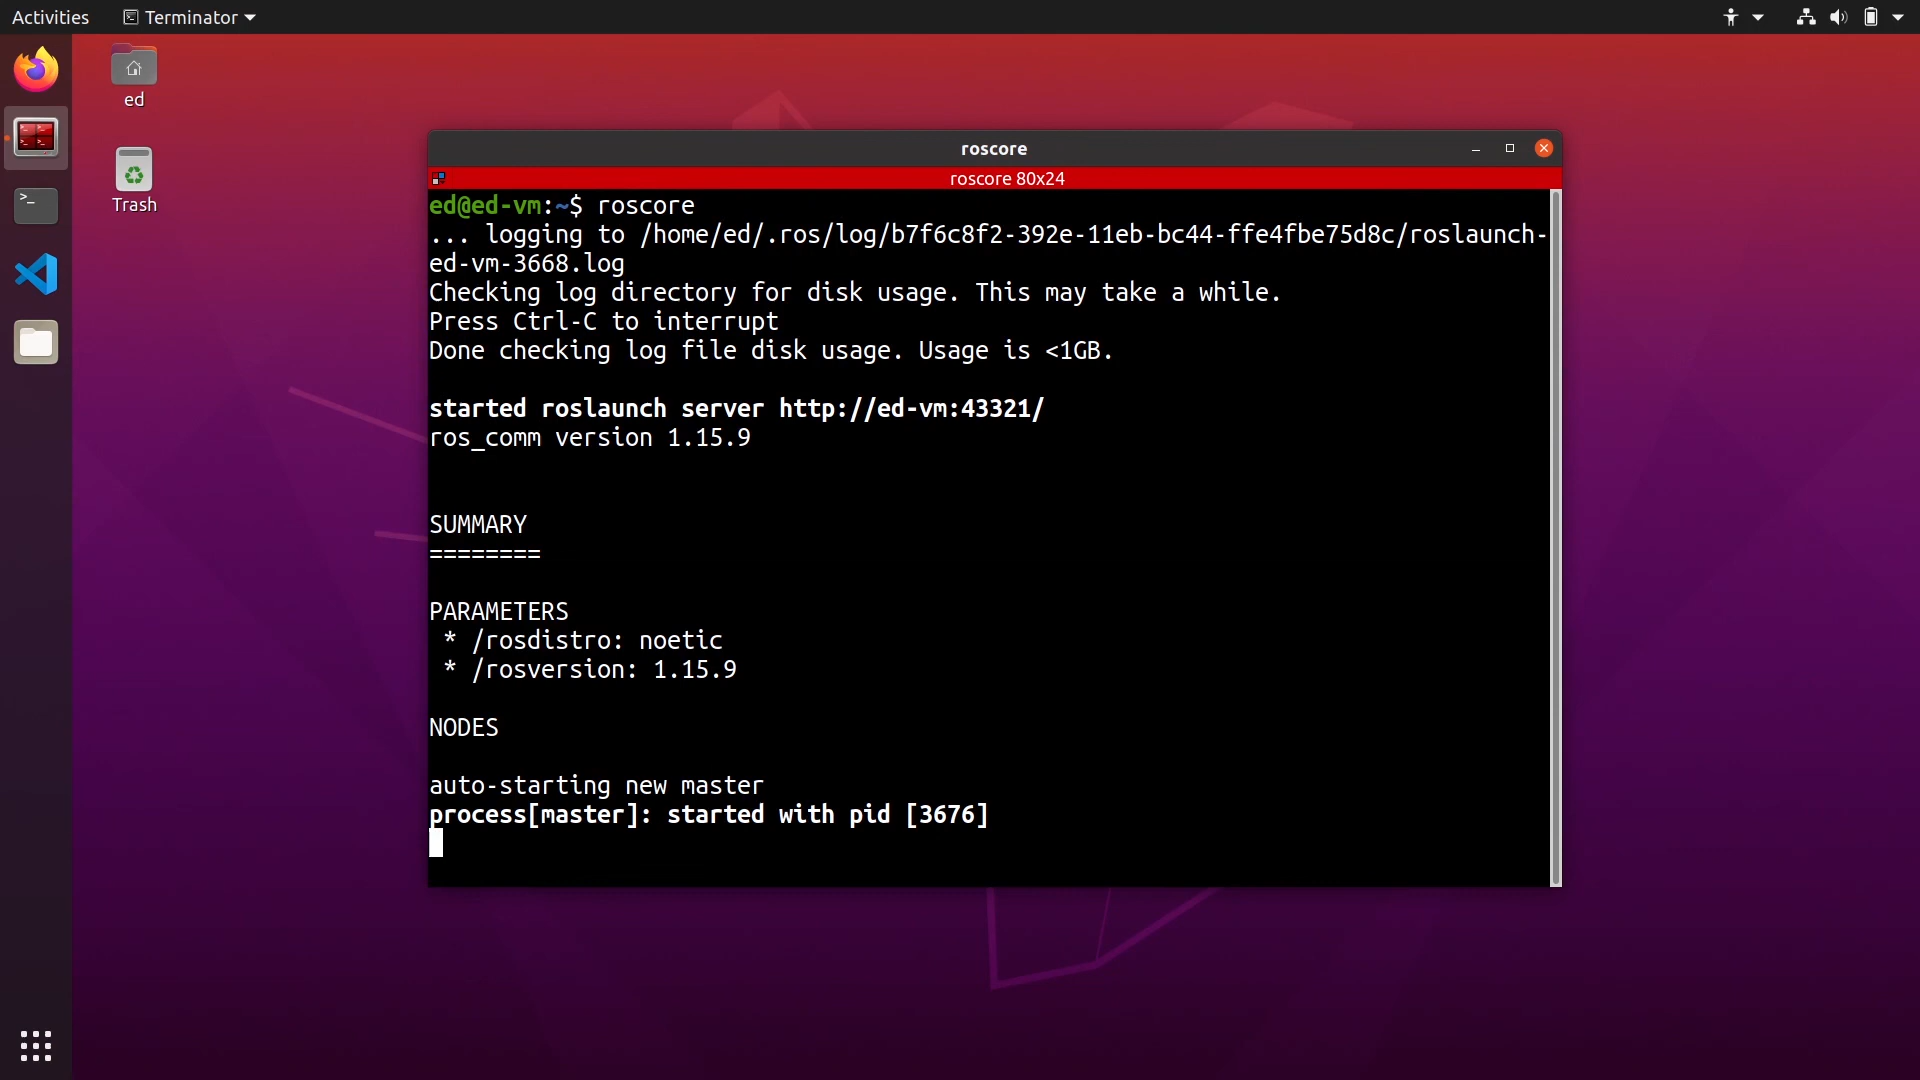 Activities
Terminator
ed
Trash
roscore
roscore 80x24
ed@ed-vm:~$ roscore
... logging to /home/ed/.ros/log/b7f6c8f2-392e-11eb-bc44-ffe4fbe75d8c/roslaunch-
ed-vm-3668.log
Checking log directory for disk usage. This may take a while.
Press Ctrl-C to interrupt
Done checking log file disk usage. Usage is <1GB.
started roslaunch server http://ed-vm:43321/
ros_comm version 1.15.9
SUMMARY
========
PARAMETERS
 * /rosdistro: noetic
 * /rosversion: 1.15.9
NODES
auto-starting new master
process[master]: started with pid [3676]